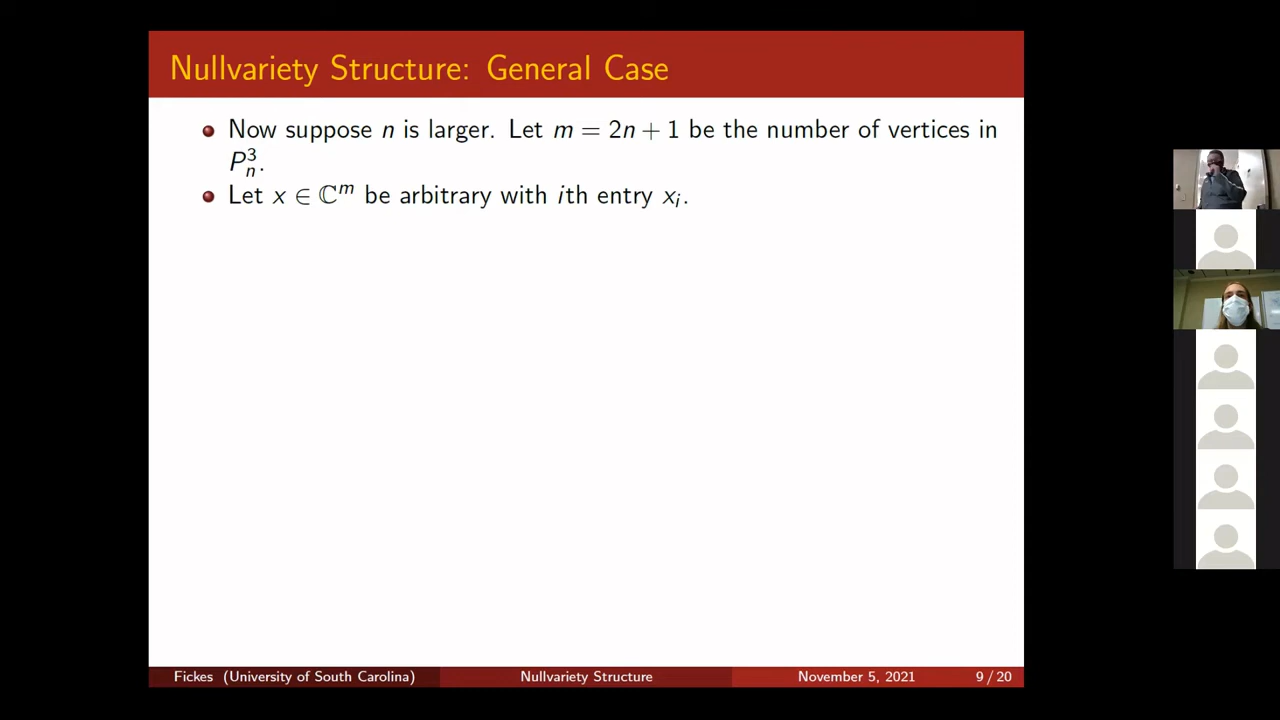 Nullvariety Structure: General Case
Now suppose n is larger. Let m = 2n + 1 be the number of vertices in
P_n^3.
Let x ∈ ℂ^m be arbitrary with ith entry x_i.
Fickes (University of South Carolina) Nullvariety Structure November 5, 2021 9 / 20